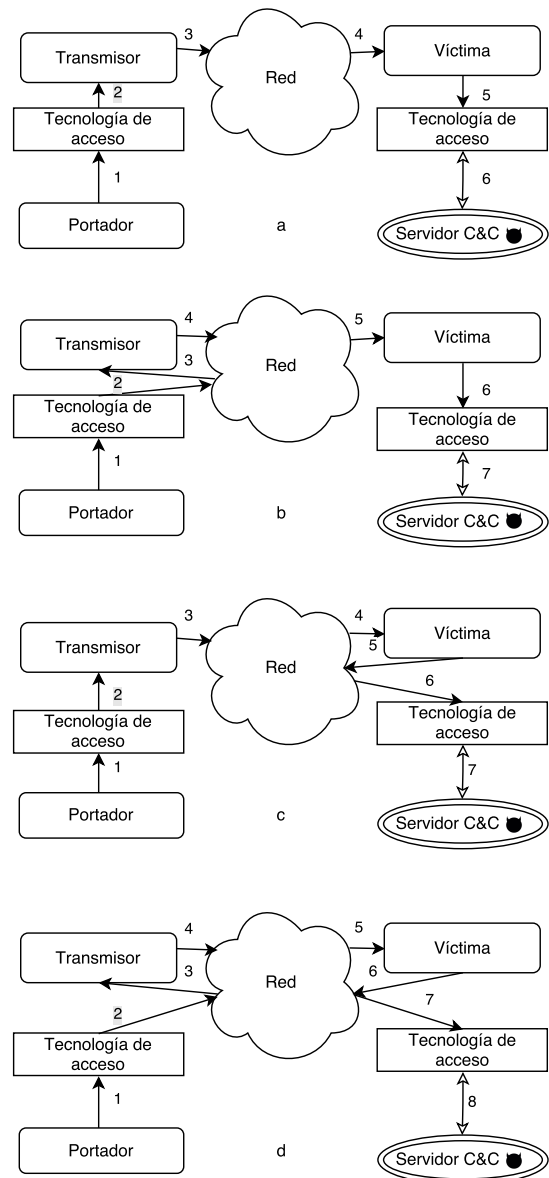 3
4
Transmisor
Red
Víctima
2
5
Tecnología de
acceso
Tecnología de
acceso
1
6
Portador
a
Servidor C&C
4
5
Transmisor
Red
Víctima
3
2
6
Tecnología de
acceso
Tecnología de
acceso
1
7
Portador
b
Servidor C&C
3
4
Transmisor
Red
Víctima
5
2
6
Tecnología de
acceso
Tecnología de
acceso
1
7
Portador
c
Servidor C&C
4
5
Transmisor
Red
Víctima
3
6
2
7
Tecnología de
acceso
Tecnología de
acceso
1
8
Portador
d
Servidor C&C